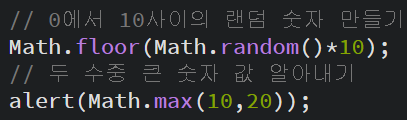 // 0에서 10사이의 랜덤 숫자 만들기
Math.floor(Math.random()*10);
// 두 수중 큰 숫자 값 알아내기
alert(Math.max(10,20));